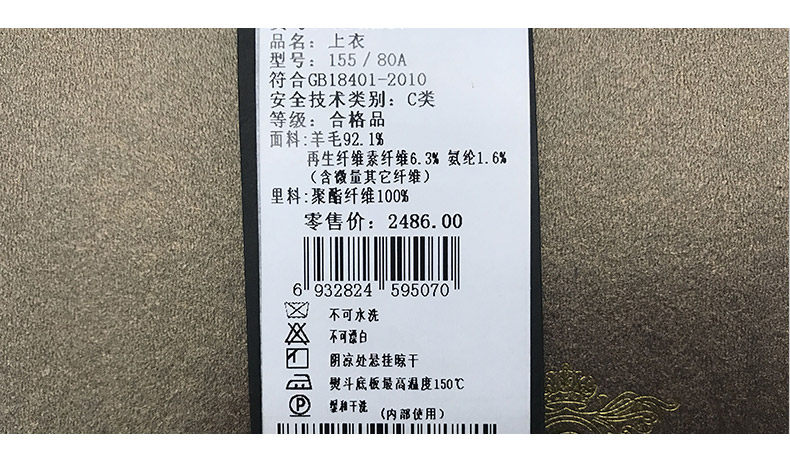 品名：上衣
型号：155/80A
符合GB18401-2010
安全技术类别：C类
等级：合格品
面料:羊毛92.1%
再生纤维素纤维6.3% 氨纶1.6%
（含微量其它纤维）
里料:聚酯纤维100%
零售价：2486.00
6 932824 595070
不可水洗
不可漂白
阴凉处悬挂晾干
熨斗底板最高温度150℃
P
缓和干洗
(内部使用)